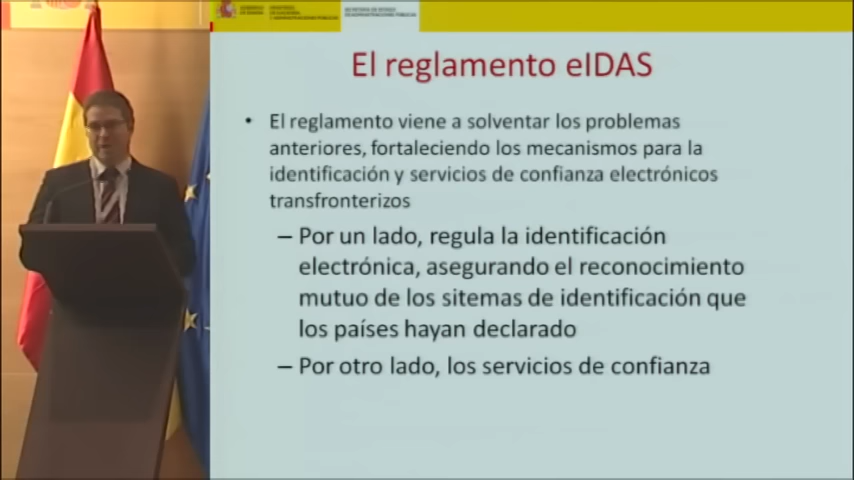 El reglamento eIDAS
• El reglamento viene a solventar los problemas
anteriores, fortaleciendo los mecanismos para la
identificación y servicios de confianza electrónicos
transfronterizos
– Por un lado, regula la identificación
electrónica, asegurando el reconocimiento
mutuo de los sitemas de identificación que
los países hayan declarado
– Por otro lado, los servicios de confianza